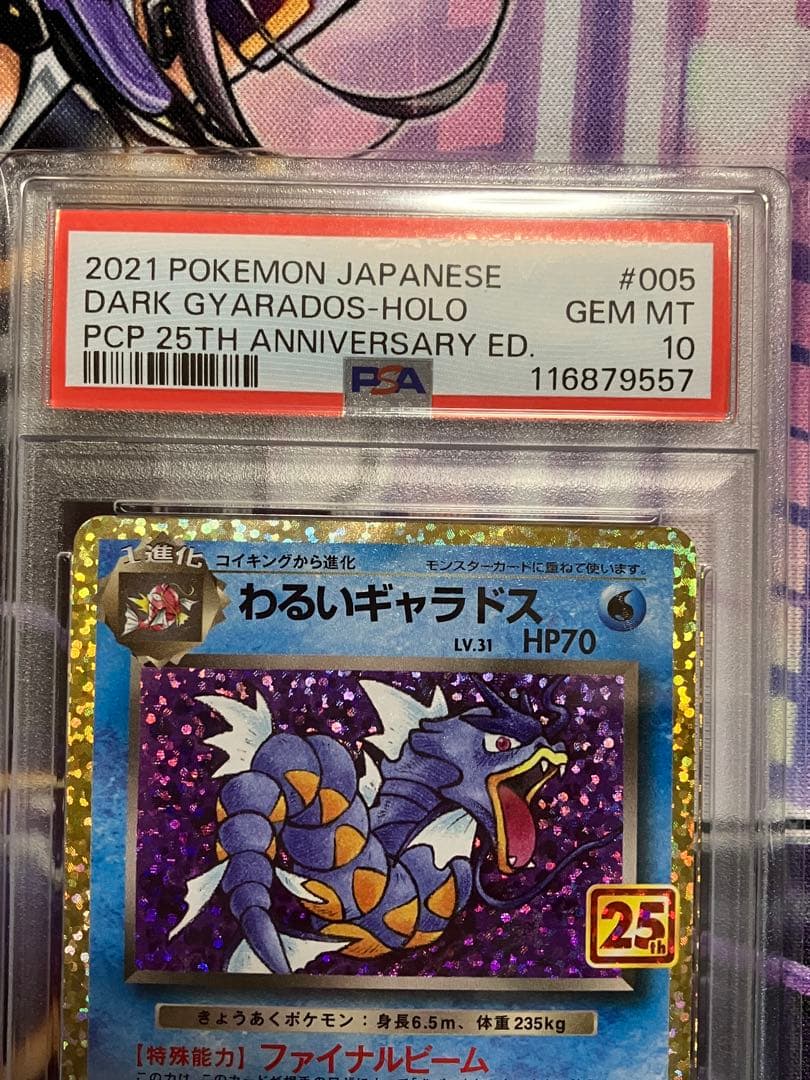 2021 POKEMON JAPANESE #005
DARK GYARADOS-HOLO GEM MT
PCP 25TH ANNIVERSARY ED. 10
PSA 116879557
1進化 コイキングから進化 モンスターカードに重ねて使います。
わるいギャラドス
LV.31 HP70
25th
きょうあくポケモン：身長6.5m、体重235kg
【特殊能力】ファイナルビーム